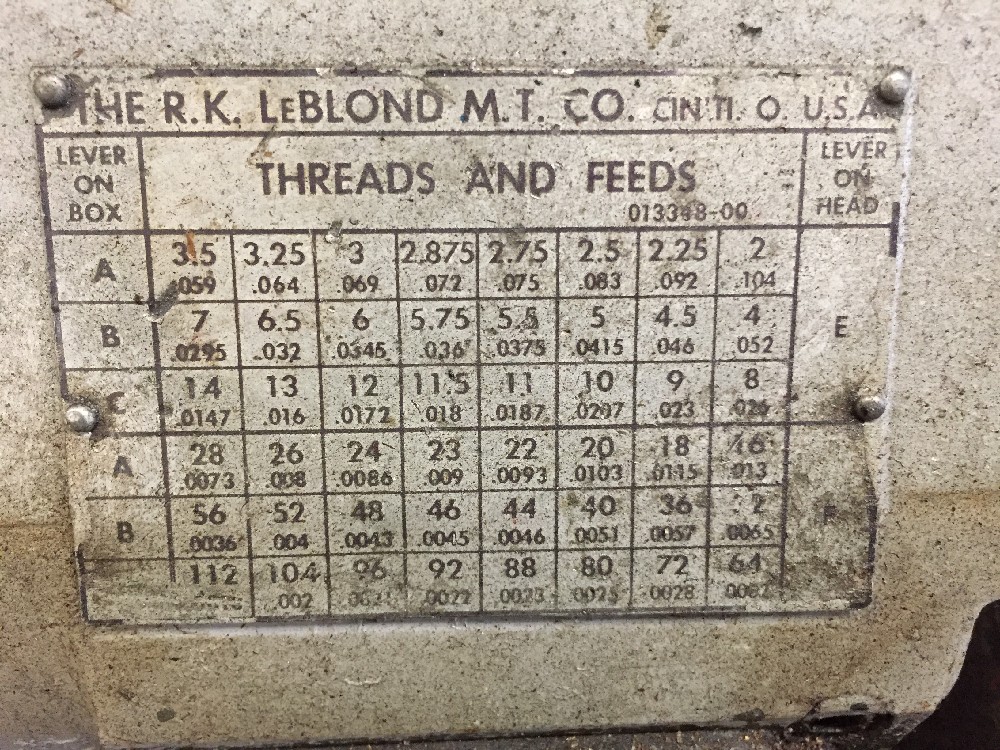 THE R.K. LEBLOND M.T. CO. CIN'TI. O. U.S.A.
LEVER ON BOX
THREADS AND FEEDS
013348-00
LEVER ON HEAD
A 3.5 3.25 3 2.875 2.75 2.5 2.25 2
.059 .064 .069 .072 .075 .083 .092 .104
B 7 6.5 6 5.75 5.5 5 4.5 4 E
.0295 .032 .0345 .036 .0375 .0415 .046 .052
C 14 13 12 11.5 11 10 9 8
.0147 .016 .0172 .018 .0187 .0207 .023 .026
A 28 26 24 23 22 20 18 16
.0073 .008 .0086 .009 .0093 .0103 .0115 .013
B 56 52 48 46 44 40 36 F
.0036 .004 .0043 .0045 .0046 .0051 .0057 .0065
112 104 96 92 88 80 72 64
.002 .0022 .0023 .0025 .0028